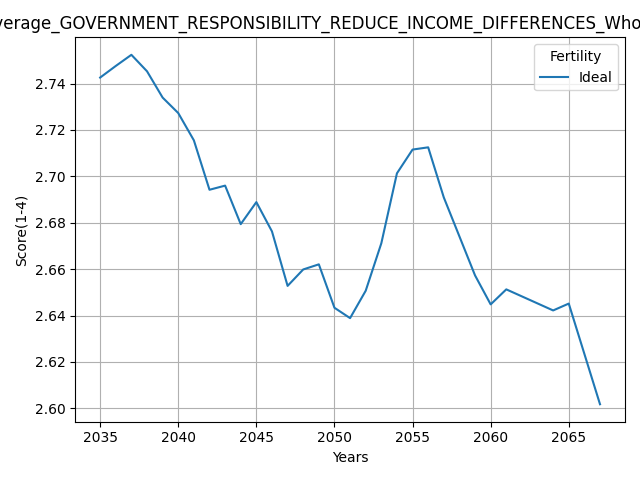 verage_GOVERNMENT_RESPONSIBILITY_REDUCE_INCOME_DIFFERENCES_Who
Fertility
Ideal
Score(1-4)
2.74
2.72
2.70
2.68
2.66
2.64
2.62
2.60
2035 2040 2045 2050 2055 2060 2065
Years